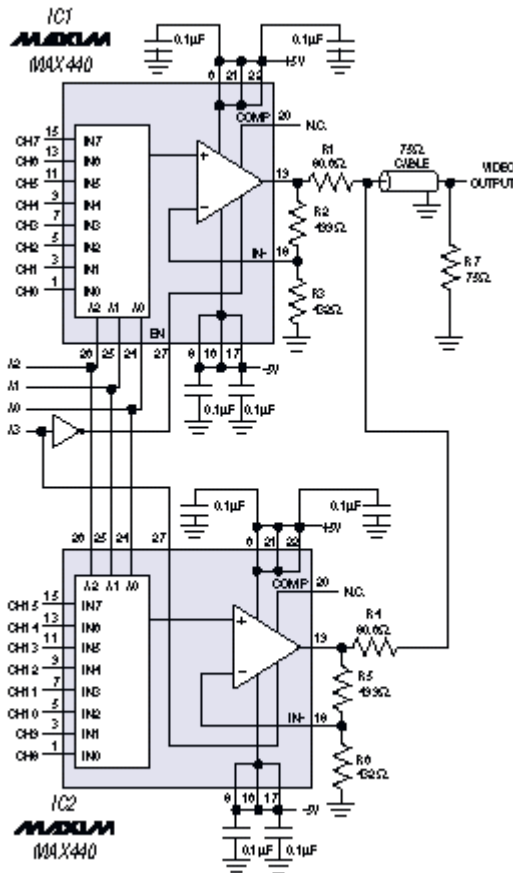 IC1
MAXIM
MAX440
0.1µF
0.1µF
6 21 22 +5V
COMP 20 N.C.
CH7 15 IN7
CH6 13 IN6
CH5 11 IN5
CH4 9 IN4
CH3 7 IN3
CH2 5 IN2
CH1 3 IN1
CH0 1 IN0
A2 A1 A0
+
−
19
R1
80.6Ω
75Ω
CABLE
VIDEO
OUTPUT
R2
499Ω
IN- 18
R3
432Ω
R7
75Ω
EN
26 25 24 27
8 16 17 -5V
0.1µF 0.1µF
A2
A1
A0
A3
0.1µF
0.1µF
26 25 24 27
6 21 22 +5V
A2 A1 A0
COMP 20 N.C.
CH15 15 IN7
CH14 13 IN6
CH13 11 IN5
CH12 9 IN4
CH11 7 IN3
CH10 5 IN2
CH9 3 IN1
CH8 1 IN0
+
−
19
R4
80.6Ω
R5
499Ω
IN- 18
R6
432Ω
8 16 17 -5V
0.1µF 0.1µF
IC2
MAXIM
MAX440